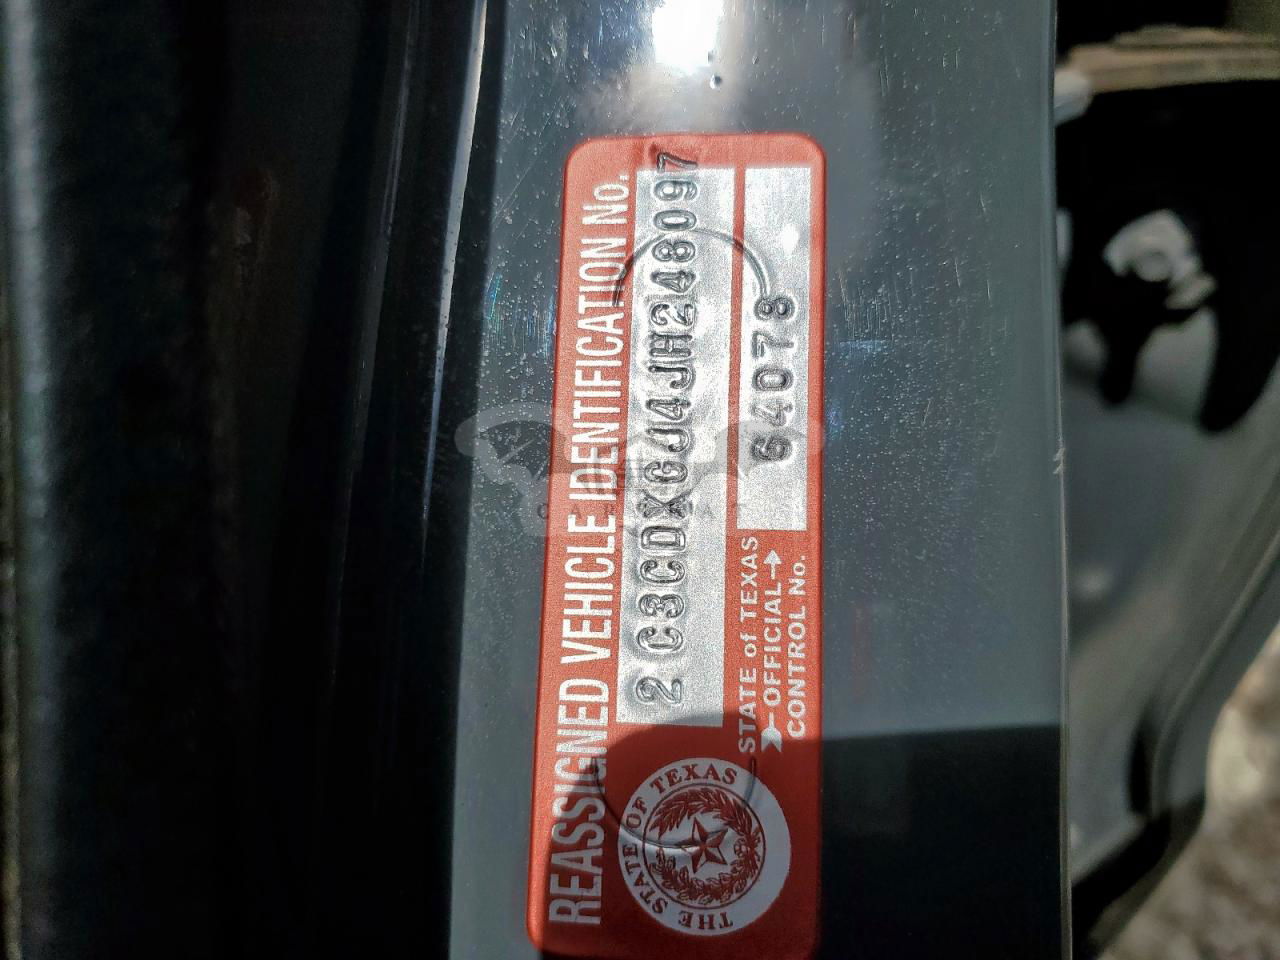 REASSIGNED VEHICLE IDENTIFICATION No.
2C3CDXGJ4JH248097
THE STATE OF TEXAS
STATE of TEXAS
OFFICIAL
CONTROL No.
64078